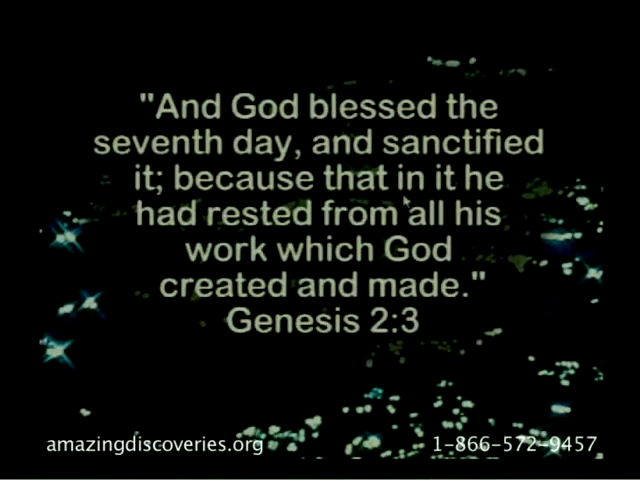 "And God blessed the
seventh day, and sanctified
it; because that in it he
had rested from all his
work which God
created and made."
Genesis 2:3
amazingdiscoveries.org
1-866-572-9457